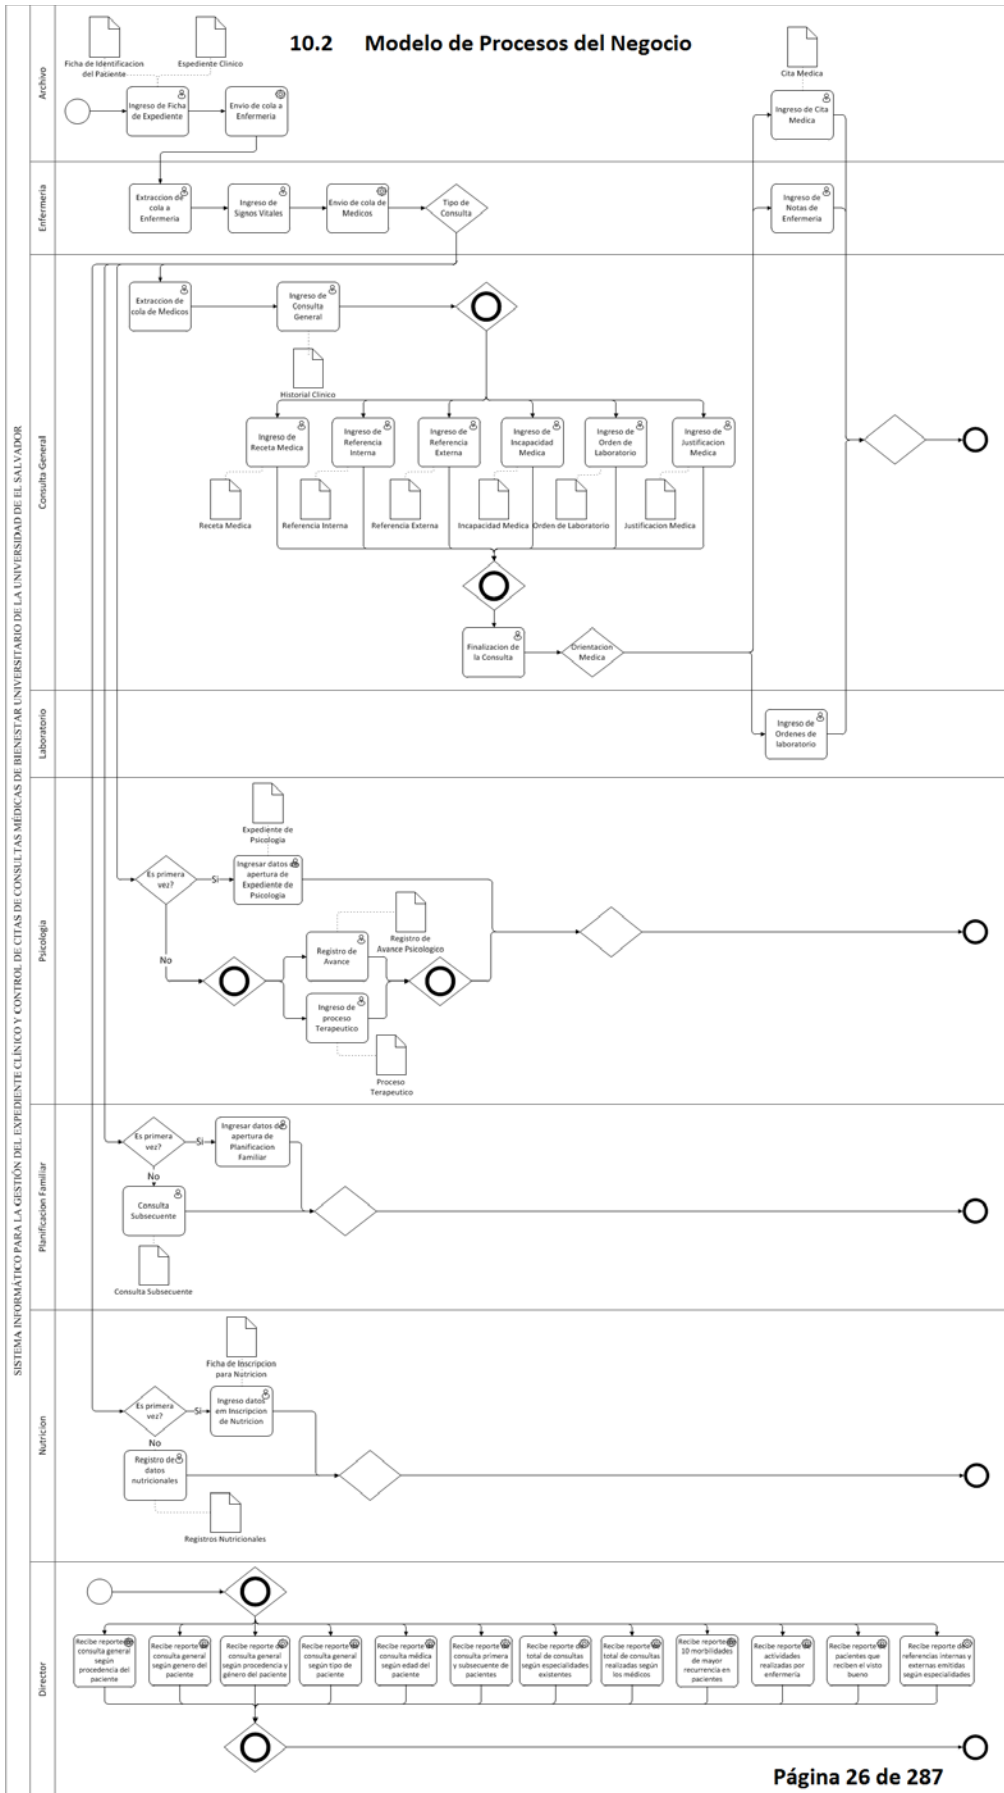 10.2 Modelo de Procesos del Negocio
SISTEMA INFORMÁTICO PARA LA GESTIÓN DEL EXPEDIENTE CLÍNICO Y CONTROL DE CITAS DE CONSULTAS MÉDICAS DE BIENESTAR UNIVERSITARIO DE LA UNIVERSIDAD DE EL SALVADOR
Archivo
Ficha de Identificacion
del Paciente
Espediente Clinico
Ingreso de Ficha
de Expediente
Envio de cola a
Enfermeria
Cita Medica
Ingreso de Cita
Medica
Enfermeria
Extraccion de
cola a
Enfermeria
Ingreso de
Signos Vitales
Envio de cola de
Medicos
Tipo de
Consulta
Ingreso de
Notas de
Enfermeria
Consulta General
Extraccion de
cola de Medicos
Ingreso de
Consulta
General
Historial Clinico
Ingreso de
Receta Medica
Ingreso de
Referencia
Interna
Ingreso de
Referencia
Externa
Ingreso de
Incapacidad
Medica
Ingreso de
Orden de
Laboratorio
Ingreso de
Justificacion
Medica
Receta Medica
Referencia Interna
Referencia Externa
Incapacidad Medica
Orden de Laboratorio
Justificacion Medica
Finalizacion de
la Consulta
Orientacion
Medica
Laboratorio
Ingreso de
Ordenes de
laboratorio
Psicologia
Expediente de
Psicologia
Es primera
vez?
Si
Ingresar datos de
apertura de
Expediente de
Psicologia
No
Registro de
Avance
Registro de
Avance Psicologico
Ingreso de
proceso
Terapeutico
Proceso
Terapeutico
Planificacion Familiar
Es primera
vez?
Si
Ingresar datos de
apertura de
Planificacion
Familiar
No
Consulta
Subsecuente
Consulta Subsecuente
Nutricion
Ficha de Inscripcion
para Nutricion
Es primera
vez?
Si
Ingreso datos
em Inscripcion
de Nutricion
No
Registro de
datos
nutricionales
Registros Nutricionales
Director
Recibe reporte de
consulta general
según
procedencia del
paciente
Recibe reporte de
consulta general
según genero del
paciente
Recibe reporte de
consulta general
según procedencia y
género del paciente
Recibe reporte de
consulta general
según tipo de
paciente
Recibe reporte de
consulta médica
según edad del
paciente
Recibe reporte de
consulta primera
y subsecuente de
pacientes
Recibe reporte de
total de consultas
según especialidades
existentes
Recibe reporte de
total de consultas
realizadas según
los médicos
Recibe reporte de
10 morbilidades
de mayor
recurrencia en
pacientes
Recibe reporte de
actividades
realizadas por
enfermería
Recibe reporte de
pacientes que
reciben el visto
bueno
Recibe reporte de
referencias internas y
externas emitidas
según especialidades
Página 26 de 287